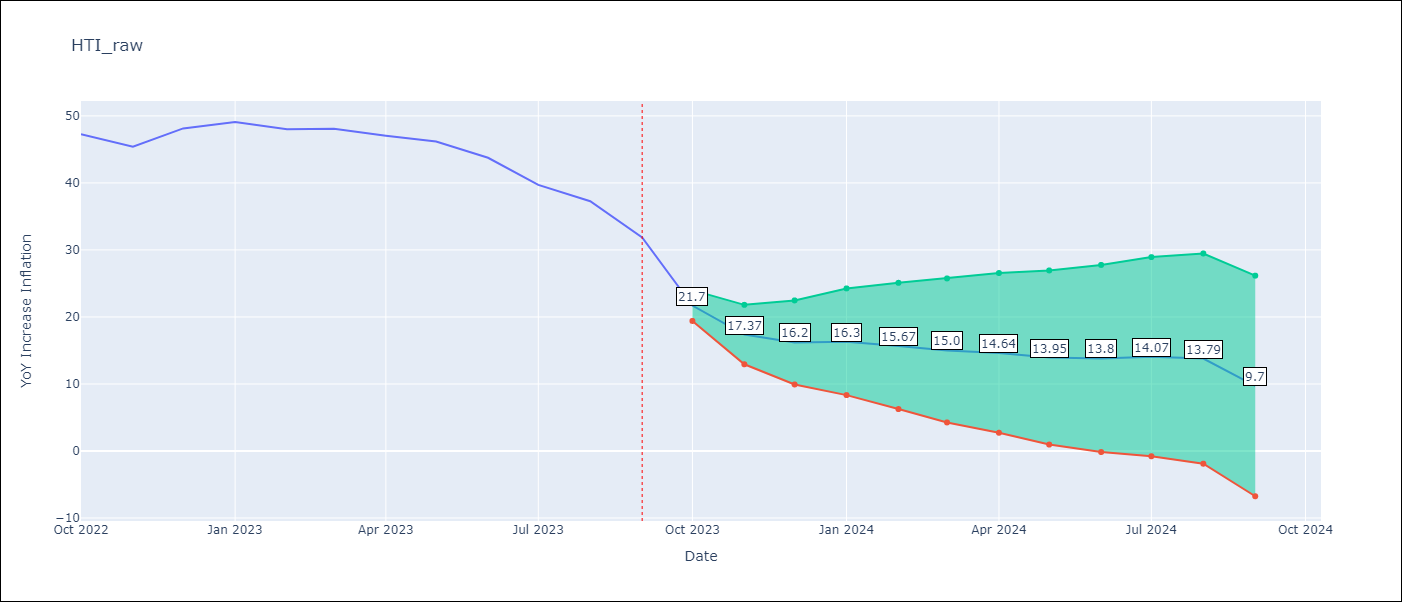 HTI_raw
YoY Increase Inflation
50
40
30
20
10
0
−10
21.7
17.37
16.2
16.3
15.67
15.0
14.64
13.95
13.8
14.07
13.79
9.7
Oct 2022
Jan 2023
Apr 2023
Jul 2023
Oct 2023
Jan 2024
Apr 2024
Jul 2024
Oct 2024
Date